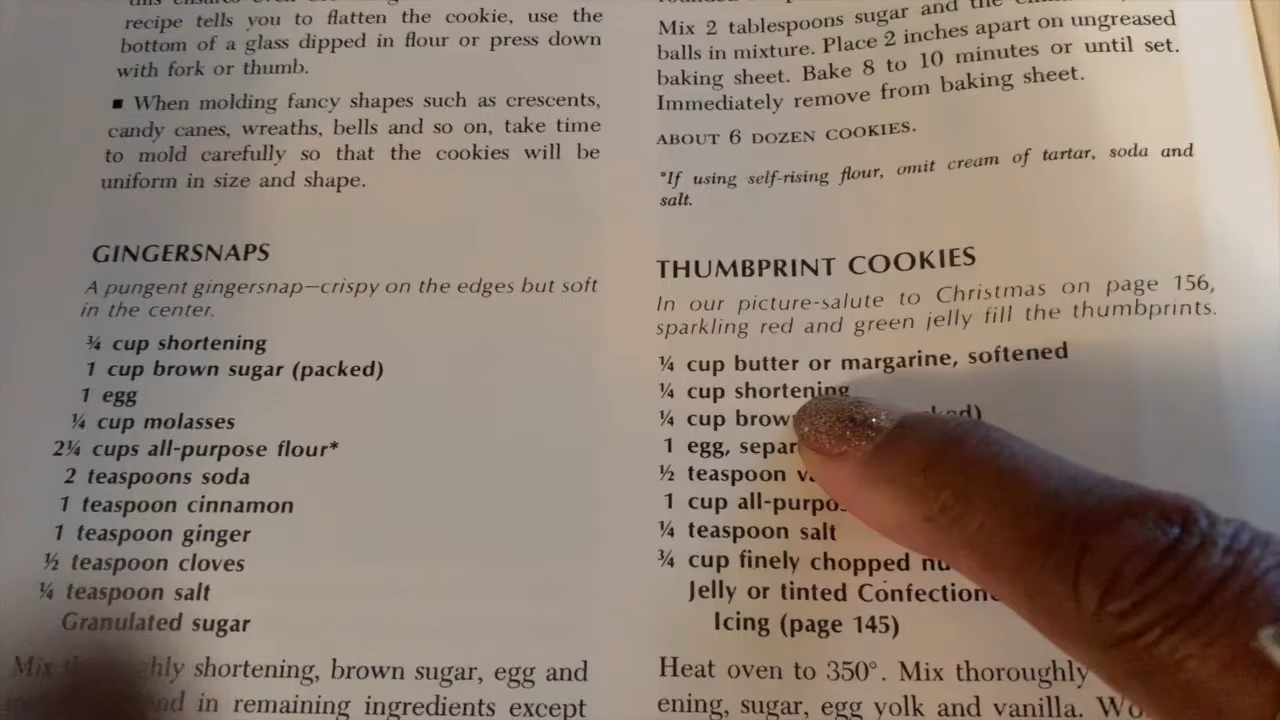 recipe tells you to flatten the cookie, use the
bottom of a glass dipped in flour or press down
with fork or thumb.
■ When molding fancy shapes such as crescents,
candy canes, wreaths, bells and so on, take time
to mold carefully so that the cookies will be
uniform in size and shape.
GINGERSNAPS
A pungent gingersnap—crispy on the edges but soft
in the center.
¾ cup shortening
1 cup brown sugar (packed)
1 egg
¼ cup molasses
2¼ cups all-purpose flour*
2 teaspoons soda
1 teaspoon cinnamon
1 teaspoon ginger
½ teaspoon cloves
¼ teaspoon salt
Granulated sugar
Mix shortening, brown sugar, egg and
in remaining ingredients except
Mix 2 tablespoons sugar and the
balls in mixture. Place 2 inches apart on ungreased
baking sheet. Bake 8 to 10 minutes or until set.
Immediately remove from baking sheet.
ABOUT 6 DOZEN COOKIES.
*If using self-rising flour, omit cream of tartar, soda and
salt.
THUMBPRINT COOKIES
In our picture-salute to Christmas on page 156,
sparkling red and green jelly fill the thumbprints.
¼ cup butter or margarine, softened
¼ cup shortening
¼ cup
1 egg,
½ teaspoon
1 cup
¼ teaspoon salt
¾ cup finely chopped
Jelly or tinted
Icing (page 145)
Heat oven to 350°. Mix thoroughly
ening, sugar, egg yolk and vanilla.